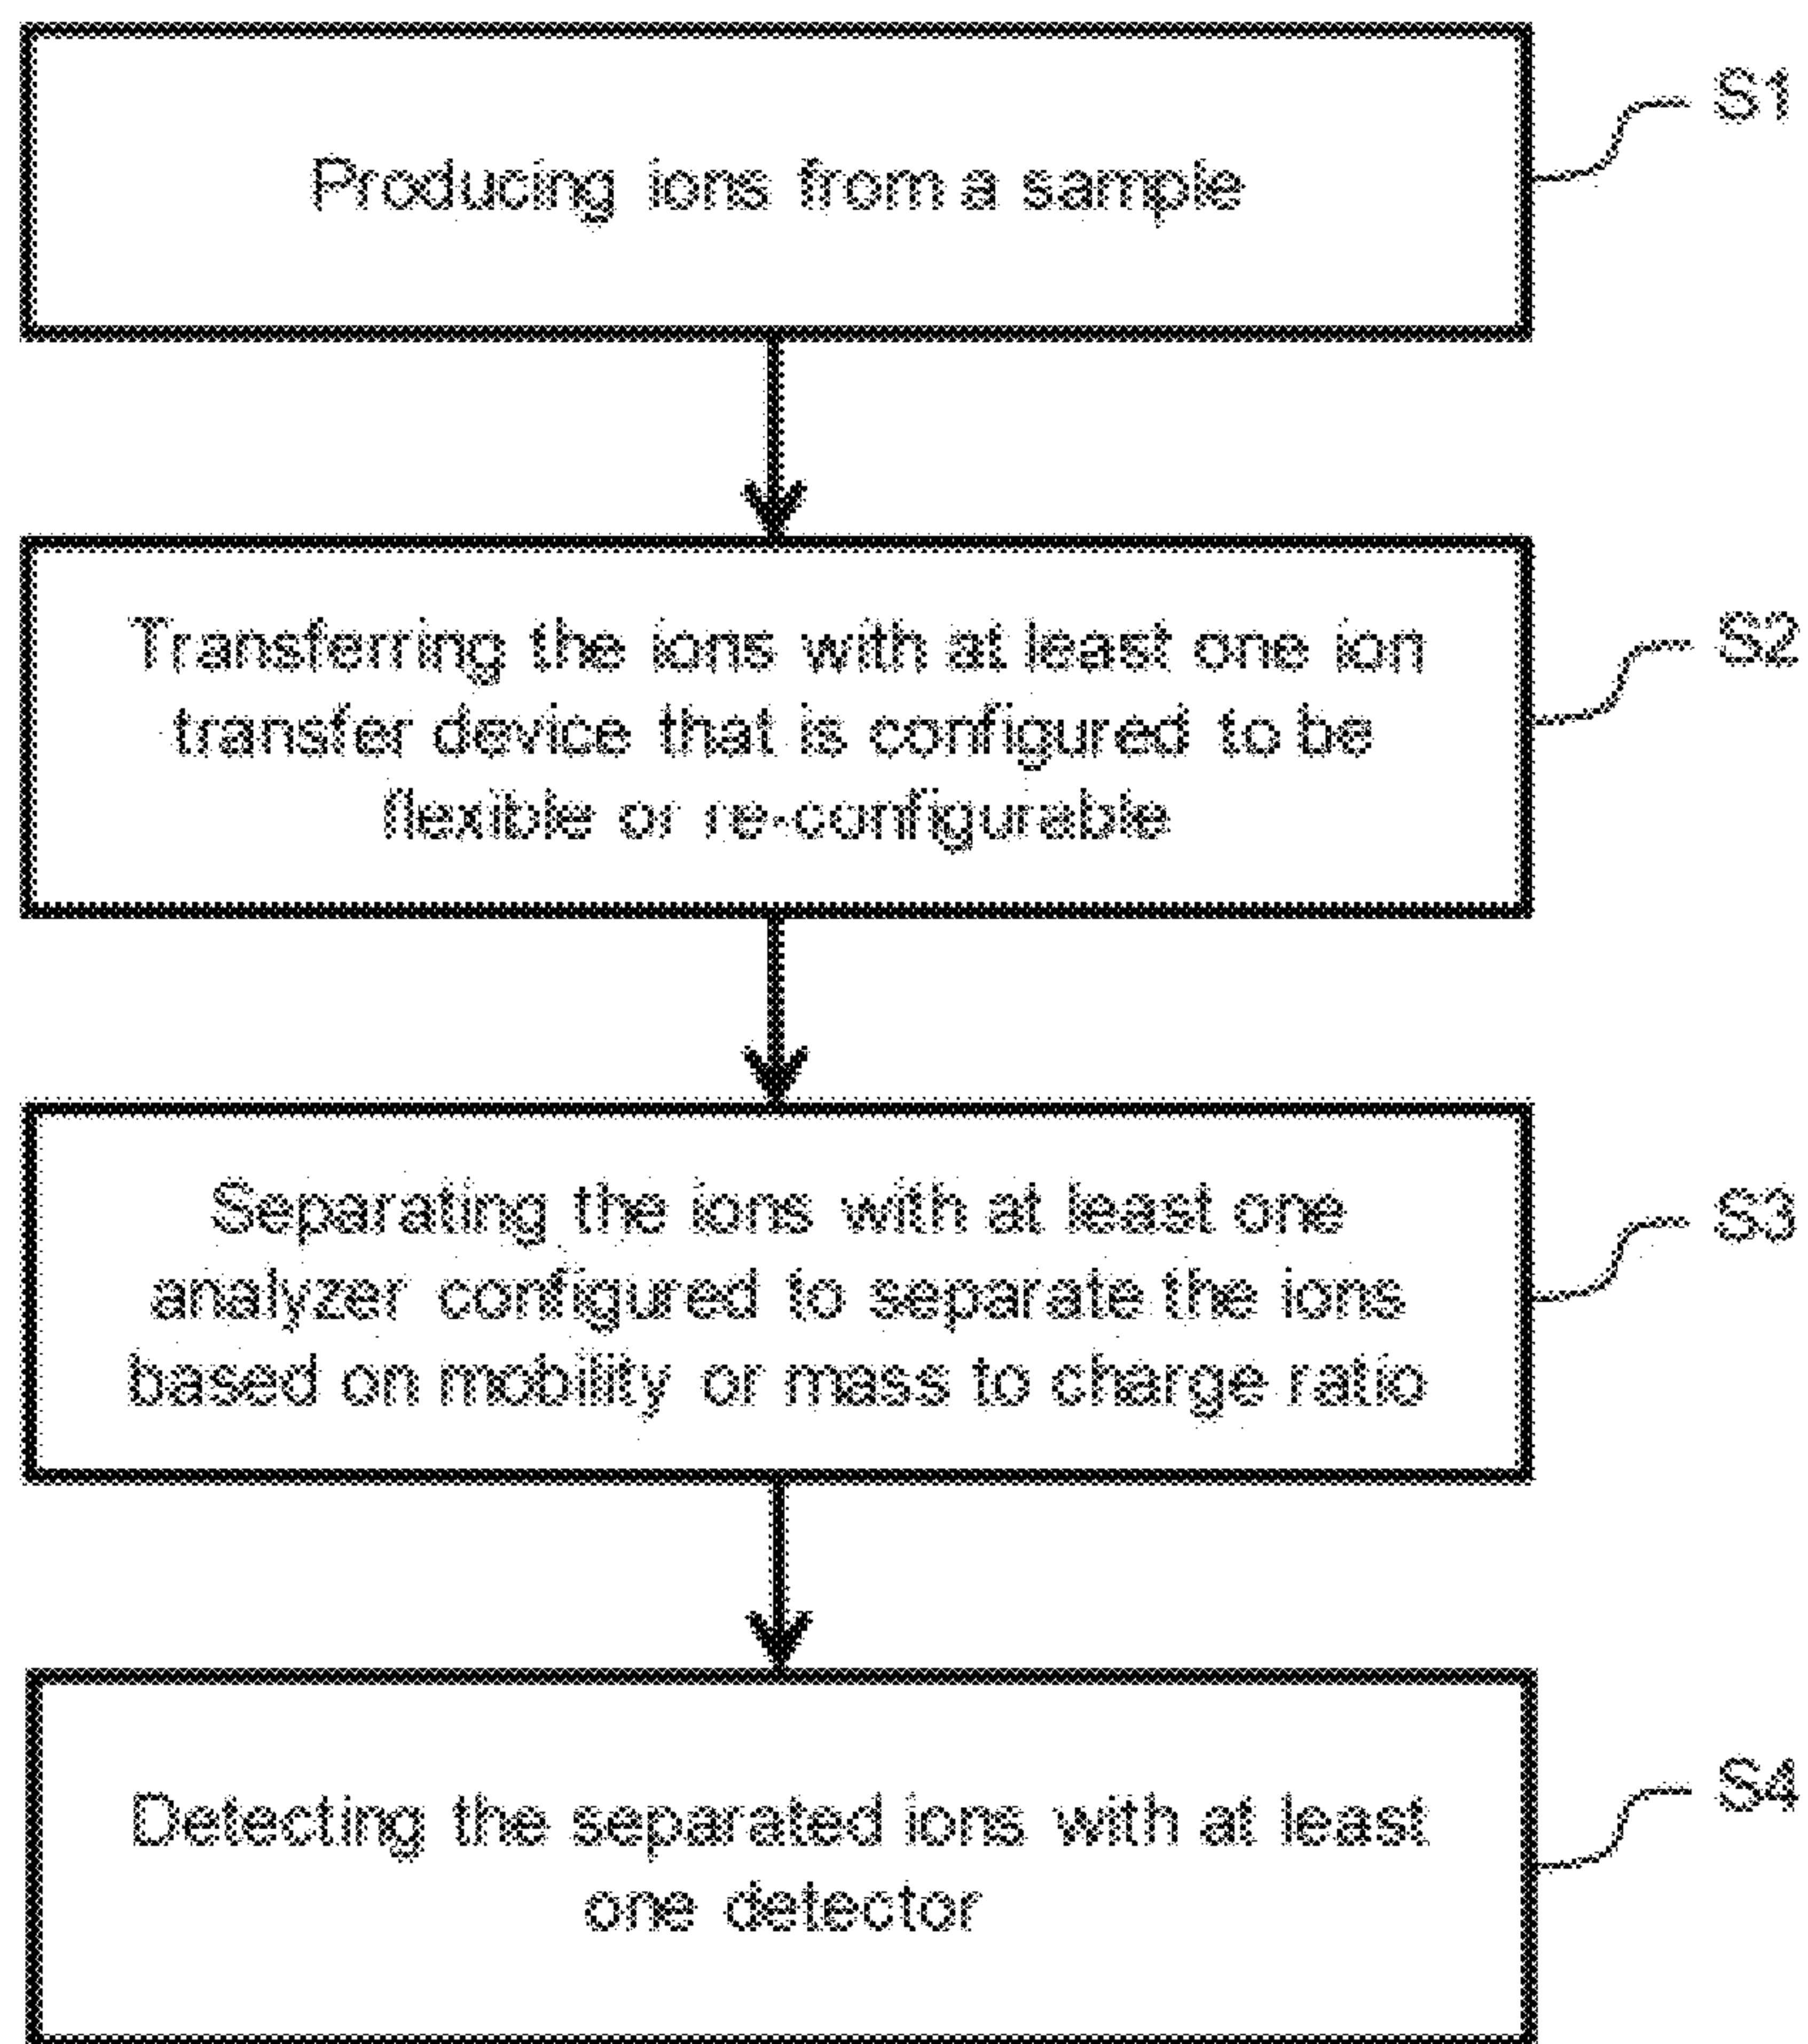 S1
Producing ions from a sample
S2
Transferring the ions with at least one ion
transfer device that is configured to be
flexible or re-configurable
S3
Separating the ions with at least one
analyzer configured to separate the ions
based on mobility or mass to charge ratio
S4
Detecting the separated ions with at least
one detector